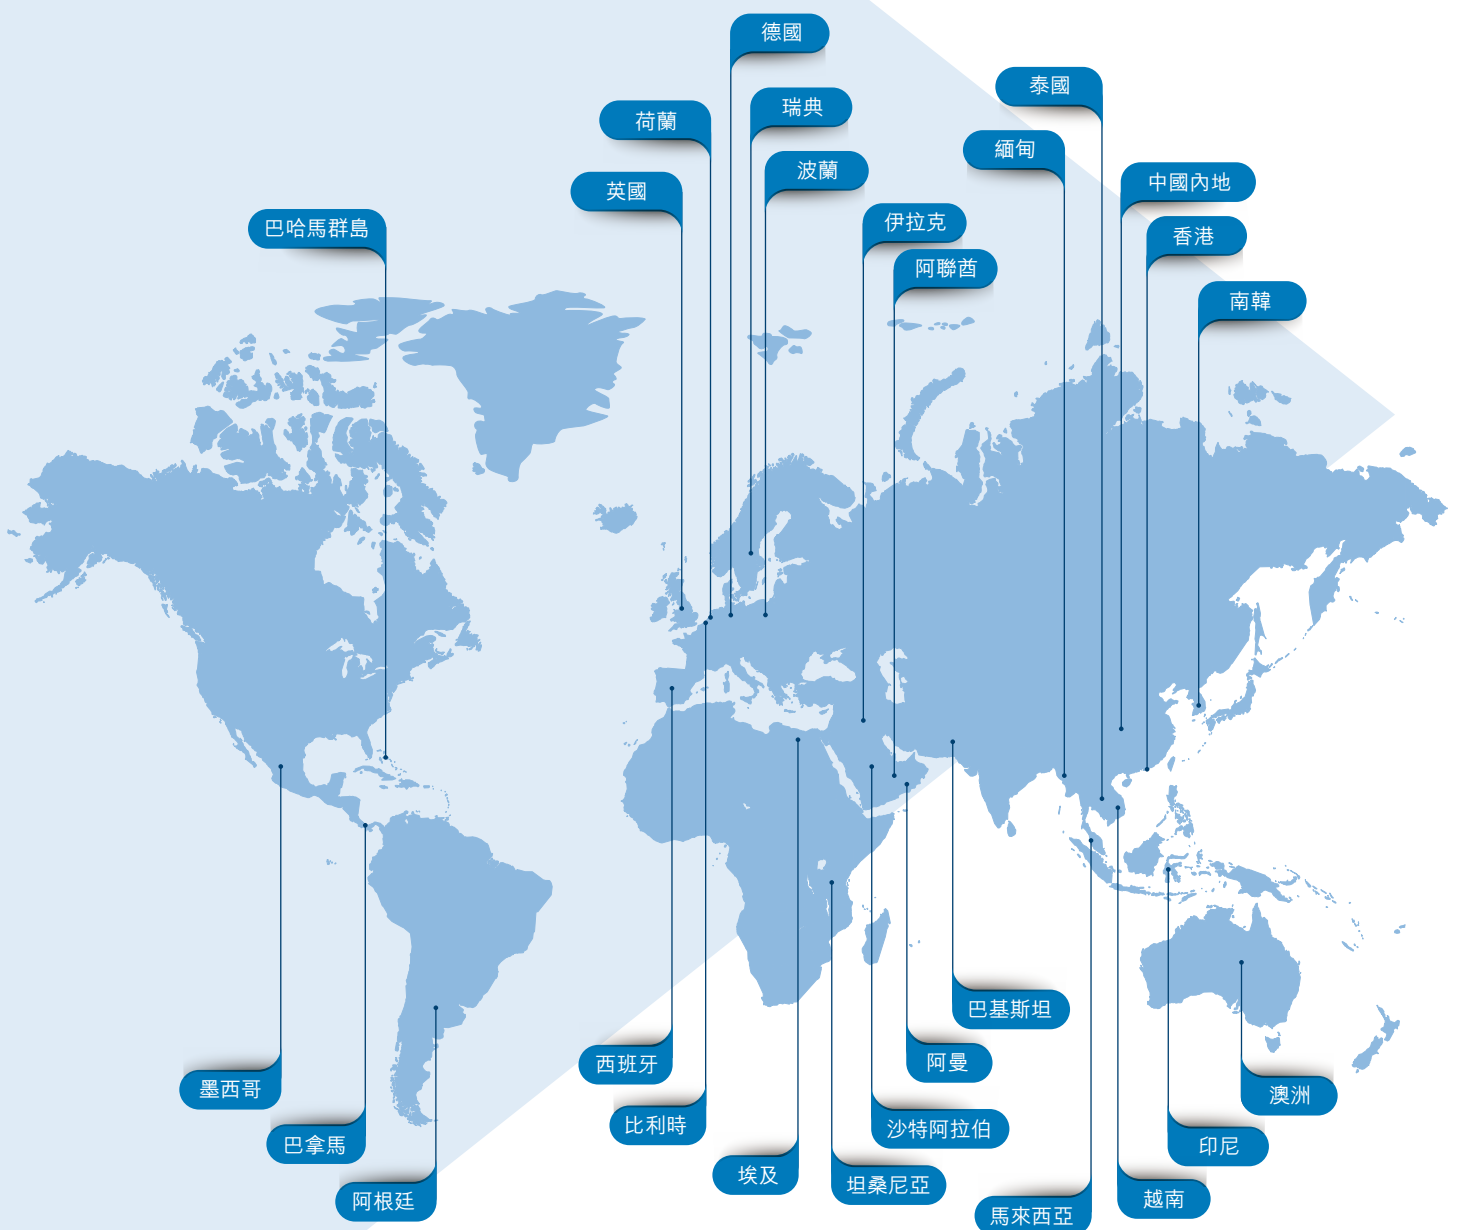 德國
泰國
瑞典
荷蘭
緬甸
波蘭
中國內地
英國
伊拉克
巴哈馬群島
香港
阿聯酋
南韓
巴基斯坦
阿曼
西班牙
墨西哥
澳洲
比利時
沙特阿拉伯
巴拿馬
印尼
埃及
坦桑尼亞
越南
阿根廷
馬來西亞